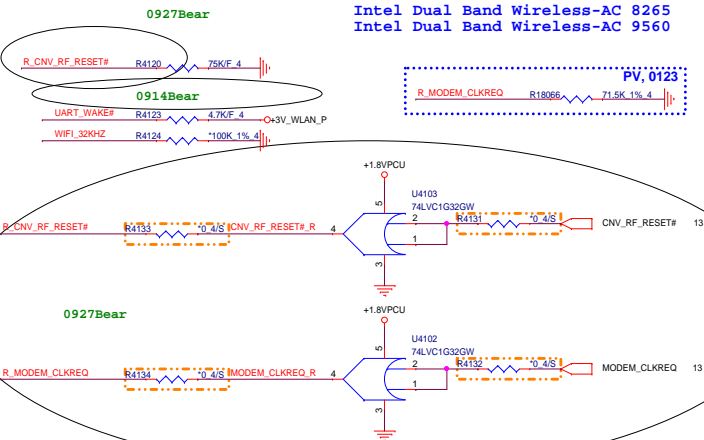 0927Bear
Intel Dual Band Wireless-AC 8265
Intel Dual Band Wireless-AC 9560
R_CNV_RF_RESET# R4120 75K/F_4
PV, 0123
R_MODEM_CLKREQ R18066 71.5K_1%_4
0914Bear
UART_WAKE# R4123 4.7K/F_4 +3V_WLAN_P
WIFI_32KHZ R4124 *100K_1%_4
+1.8VPCU
U4103
74LVC1G32GW
5
R_CNV_RF_RESET# R4133 *0_4/S CNV_RF_RESET#_R 4 2 R4131 *0_4/S CNV_RF_RESET# 13
1
3
0927Bear
+1.8VPCU
U4102
74LVC1G32GW
5
R_MODEM_CLKREQ R4134 *0_4/S MODEM_CLKREQ_R 4 2 R4132 *0_4/S MODEM_CLKREQ 13
1
3